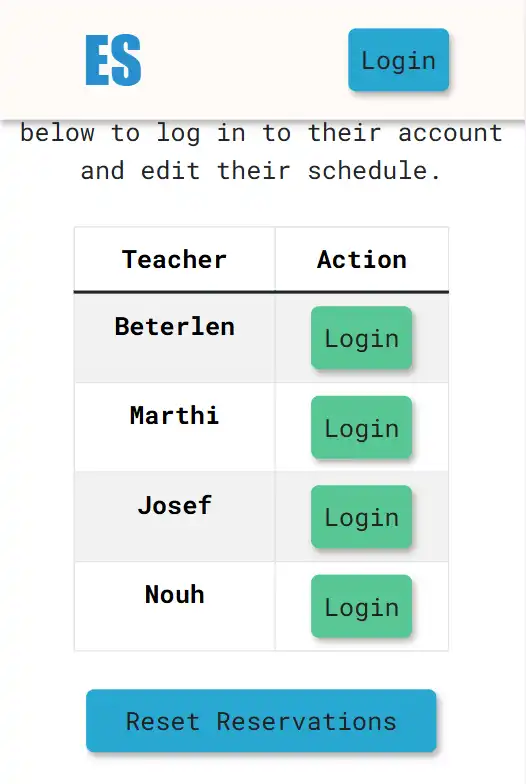 ES Login
below to log in to their account
and edit their schedule.
Teacher Action
Beterlen Login
Marthi Login
Josef Login
Nouh Login
Reset Reservations